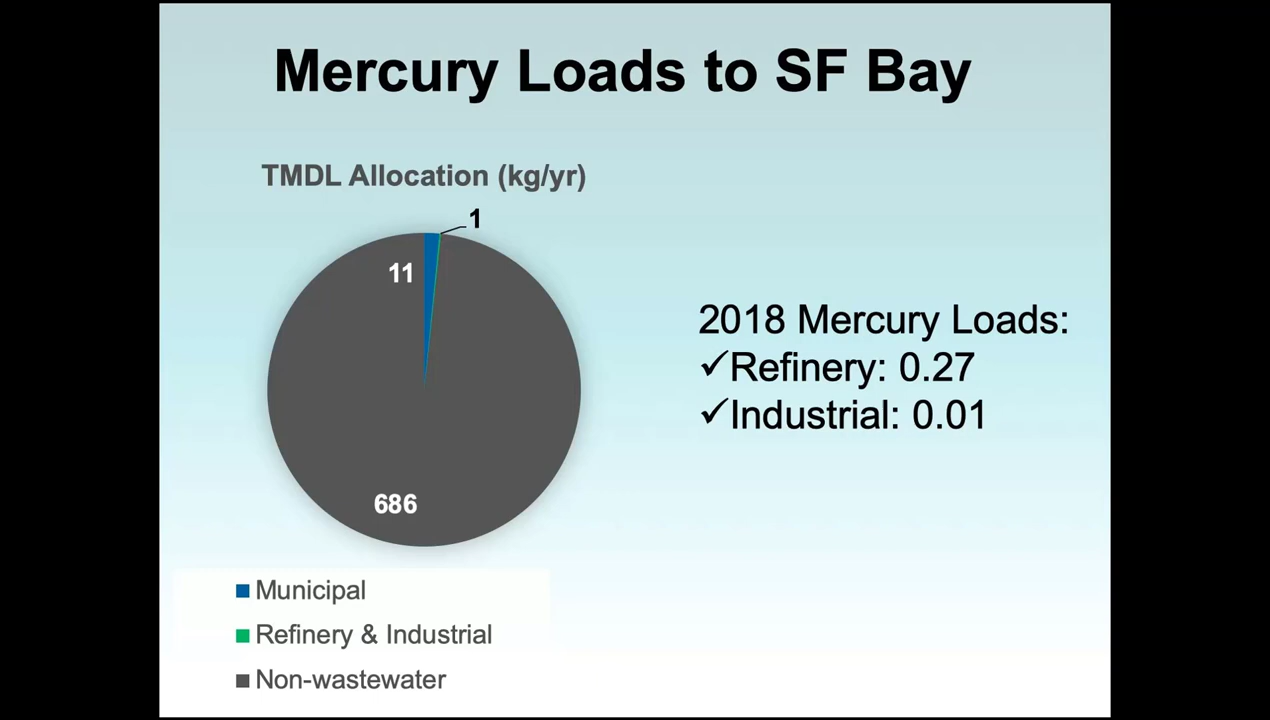 Mercury Loads to SF Bay
TMDL Allocation (kg/yr)
1
11
686
Municipal
Refinery & Industrial
Non-wastewater
2018 Mercury Loads:
✓Refinery: 0.27
✓Industrial: 0.01